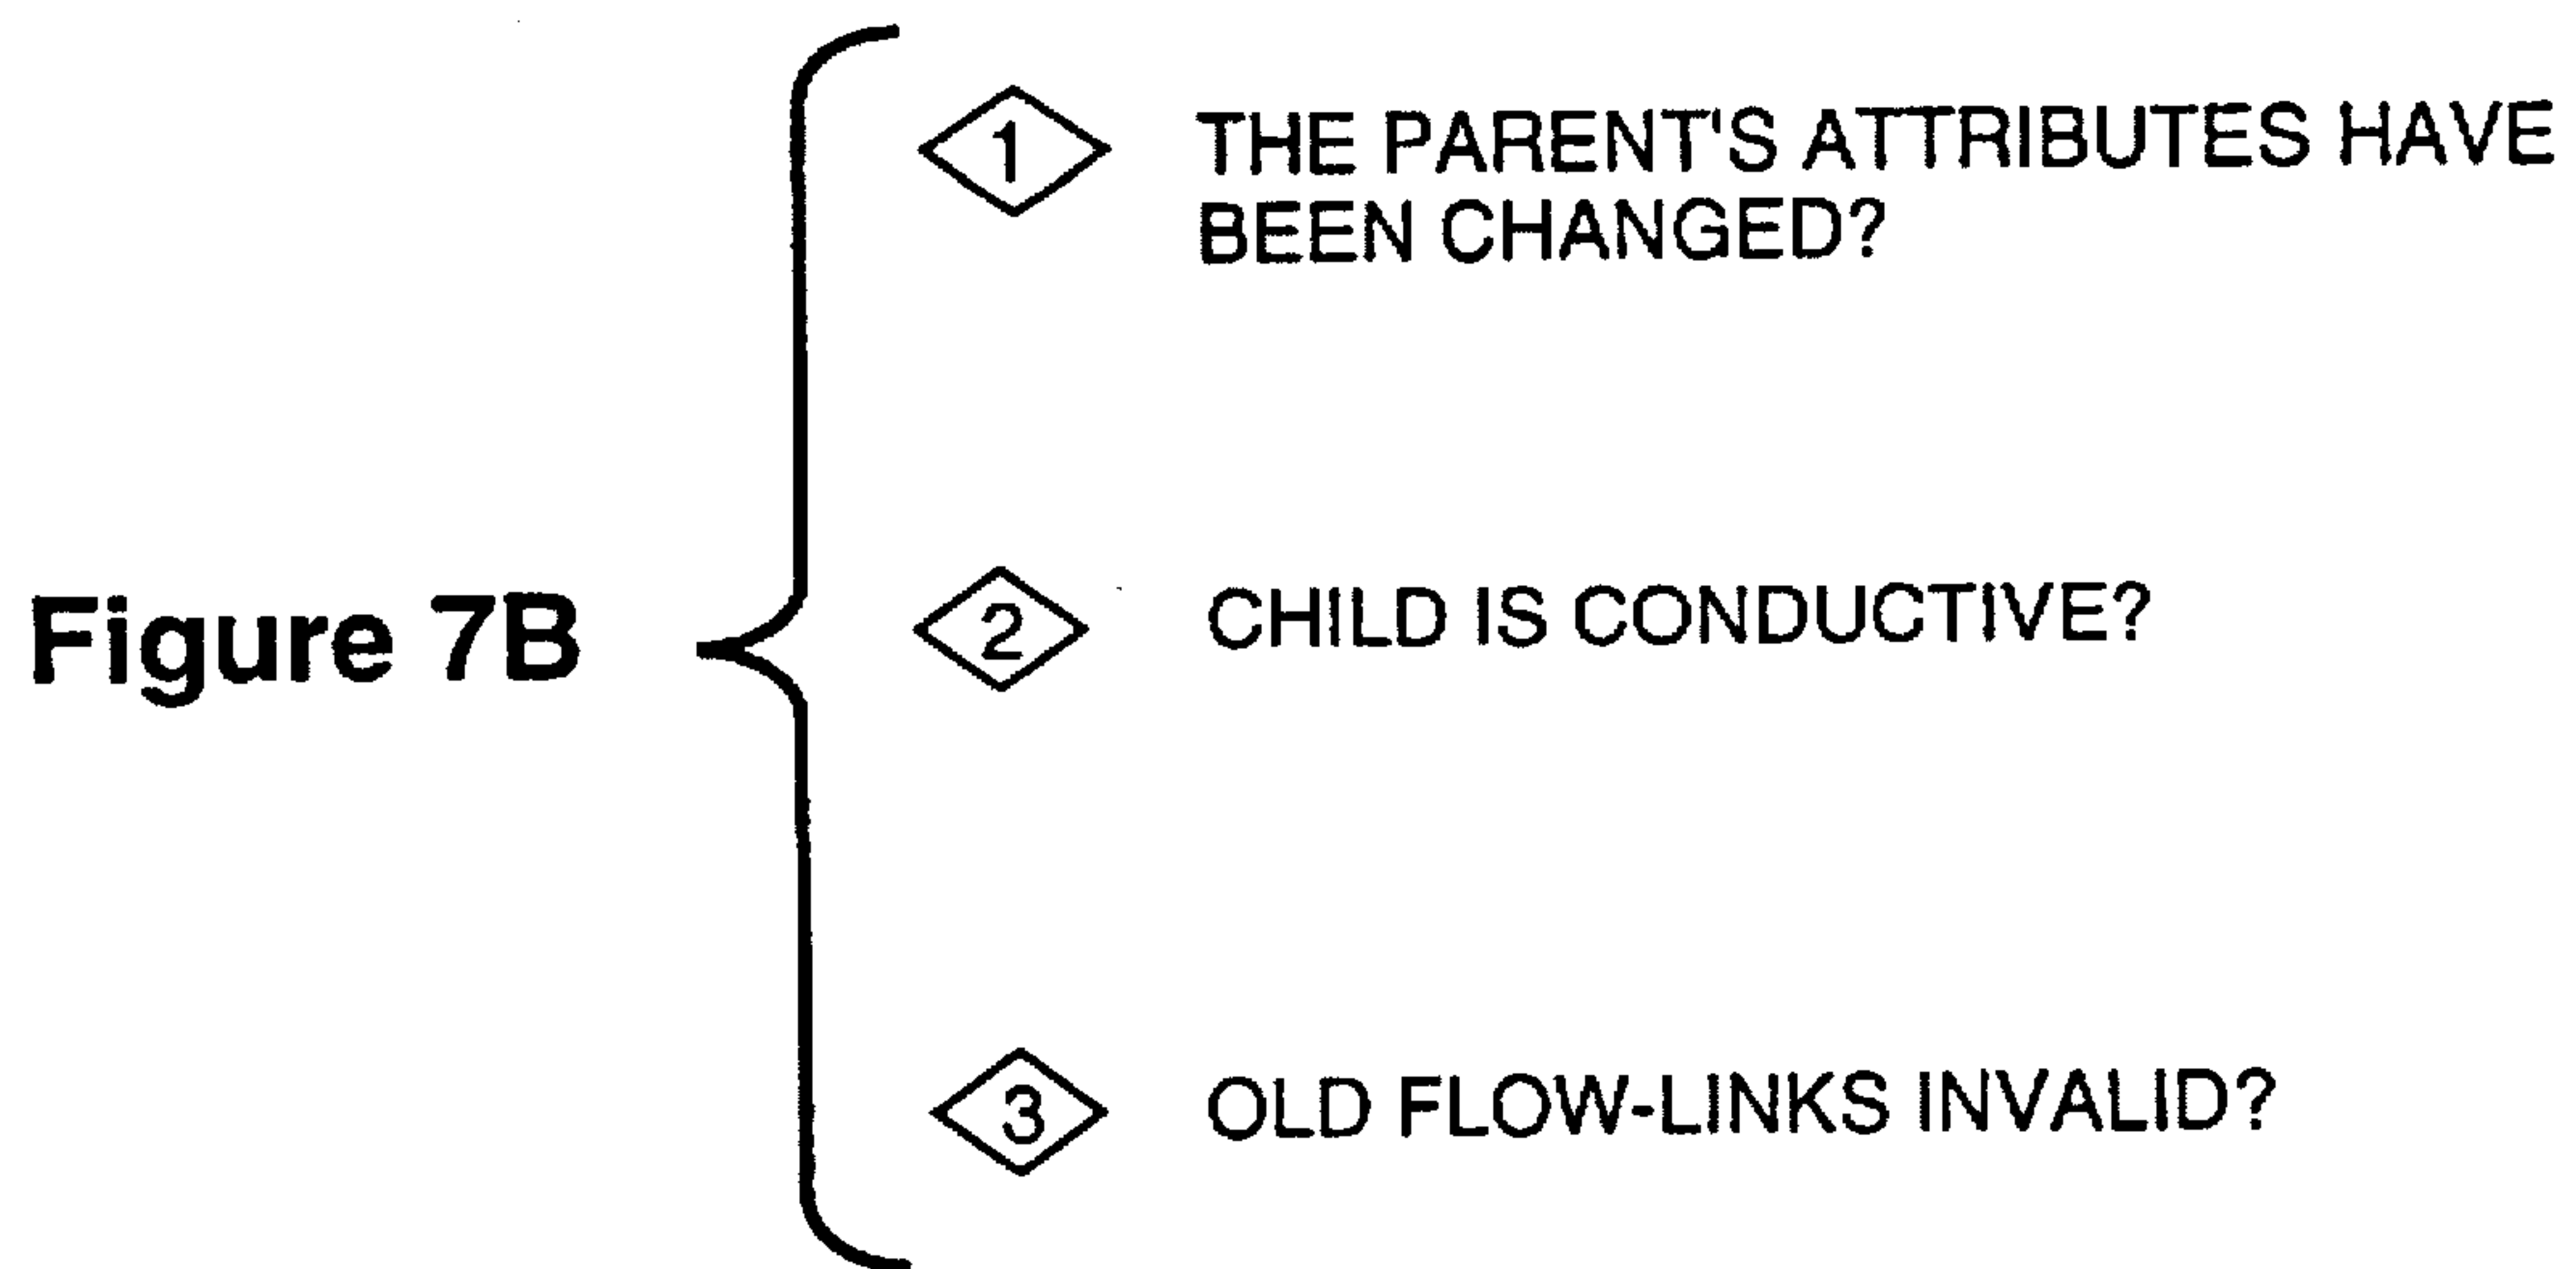 1 THE PARENT'S ATTRIBUTES HAVE
BEEN CHANGED?
Figure 7B
2 CHILD IS CONDUCTIVE?
3 OLD FLOW-LINKS INVALID?